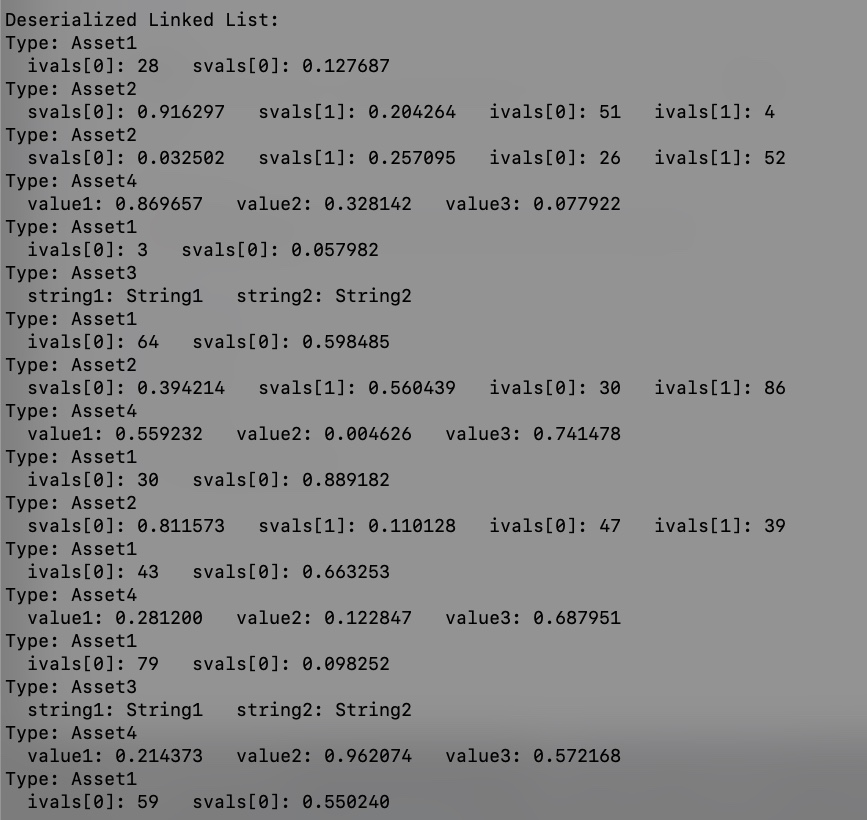 Deserialized Linked List:
Type: Asset1
  ivals[0]: 28   svals[0]: 0.127687
Type: Asset2
  svals[0]: 0.916297   svals[1]: 0.204264   ivals[0]: 51   ivals[1]: 4
Type: Asset2
  svals[0]: 0.032502   svals[1]: 0.257095   ivals[0]: 26   ivals[1]: 52
Type: Asset4
  value1: 0.869657   value2: 0.328142   value3: 0.077922
Type: Asset1
  ivals[0]: 3   svals[0]: 0.057982
Type: Asset3
  string1: String1   string2: String2
Type: Asset1
  ivals[0]: 64   svals[0]: 0.598485
Type: Asset2
  svals[0]: 0.394214   svals[1]: 0.560439   ivals[0]: 30   ivals[1]: 86
Type: Asset4
  value1: 0.559232   value2: 0.004626   value3: 0.741478
Type: Asset1
  ivals[0]: 30   svals[0]: 0.889182
Type: Asset2
  svals[0]: 0.811573   svals[1]: 0.110128   ivals[0]: 47   ivals[1]: 39
Type: Asset1
  ivals[0]: 43   svals[0]: 0.663253
Type: Asset4
  value1: 0.281200   value2: 0.122847   value3: 0.687951
Type: Asset1
  ivals[0]: 79   svals[0]: 0.098252
Type: Asset3
  string1: String1   string2: String2
Type: Asset4
  value1: 0.214373   value2: 0.962074   value3: 0.572168
Type: Asset1
  ivals[0]: 59   svals[0]: 0.550240